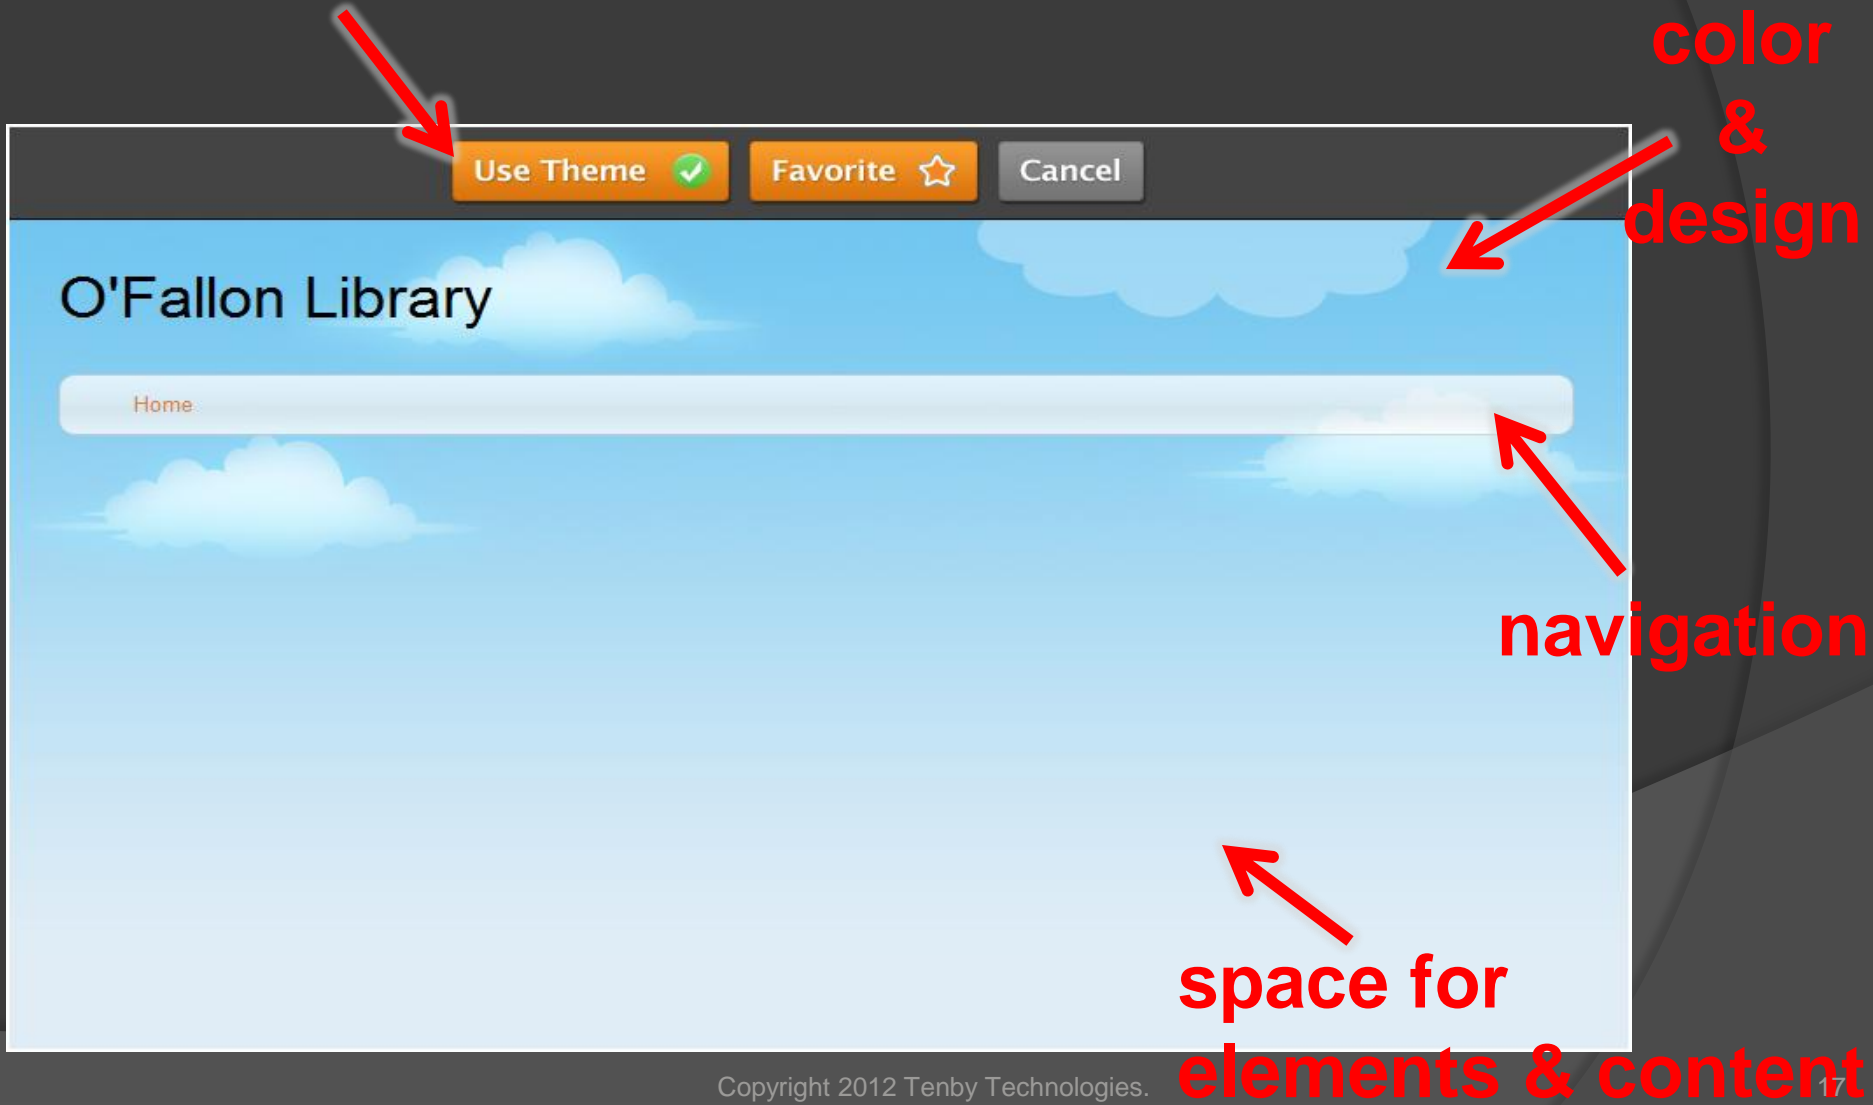 color
&
design
Use Theme Favorite Cancel
O'Fallon Library
Home
navigation
space for
elements & content
Copyright 2012 Tenby Technologies.
17